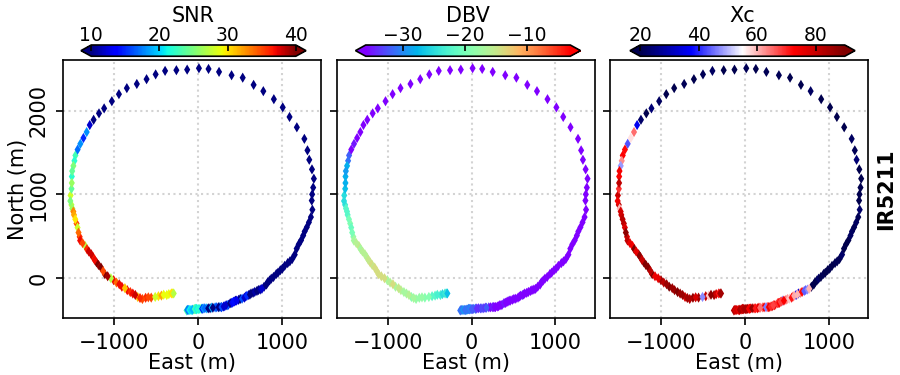 SNR DBV Xc
10 20 30 40 −30 −20 −10 20 40 60 80
2000
1000
0
North (m)
IR5211
−1000 0 1000 −1000 0 1000 −1000 0 1000
East (m) East (m) East (m)